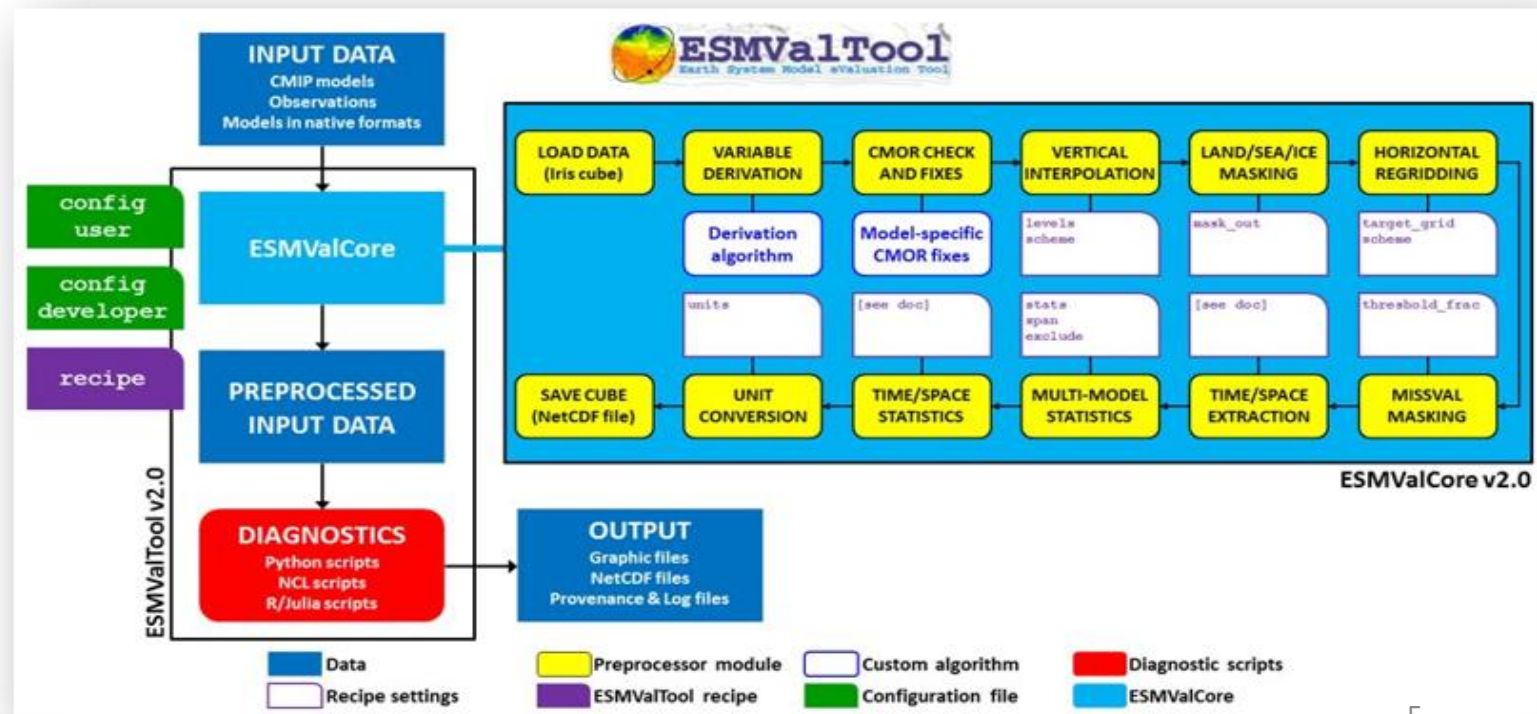 ESMValTool
Earth System Model eValuation Tool
INPUT DATA
CMIP models
Observations
Models in native formats
config
user
config
developer
recipe
ESMValCore
PREPROCESSED
INPUT DATA
DIAGNOSTICS
Python scripts
NCL scripts
R/Julia scripts
ESMValTool v2.0
OUTPUT
Graphic files
NetCDF files
Provenance & Log files
LOAD DATA
(Iris cube)
VARIABLE
DERIVATION
CMOR CHECK
AND FIXES
VERTICAL
INTERPOLATION
LAND/SEA/ICE
MASKING
HORIZONTAL
REGRIDDING
Derivation
algorithm
Model-specific
CMOR fixes
levels
scheme
mask_out
target_grid
scheme
units
[see doc]
stats
span
exclude
[see doc]
threshold_frac
SAVE CUBE
(NetCDF file)
UNIT
CONVERSION
TIME/SPACE
STATISTICS
MULTI-MODEL
STATISTICS
TIME/SPACE
EXTRACTION
MISSVAL
MASKING
ESMValCore v2.0
Data
Preprocessor module
Custom algorithm
Diagnostic scripts
Recipe settings
ESMValTool recipe
Configuration file
ESMValCore